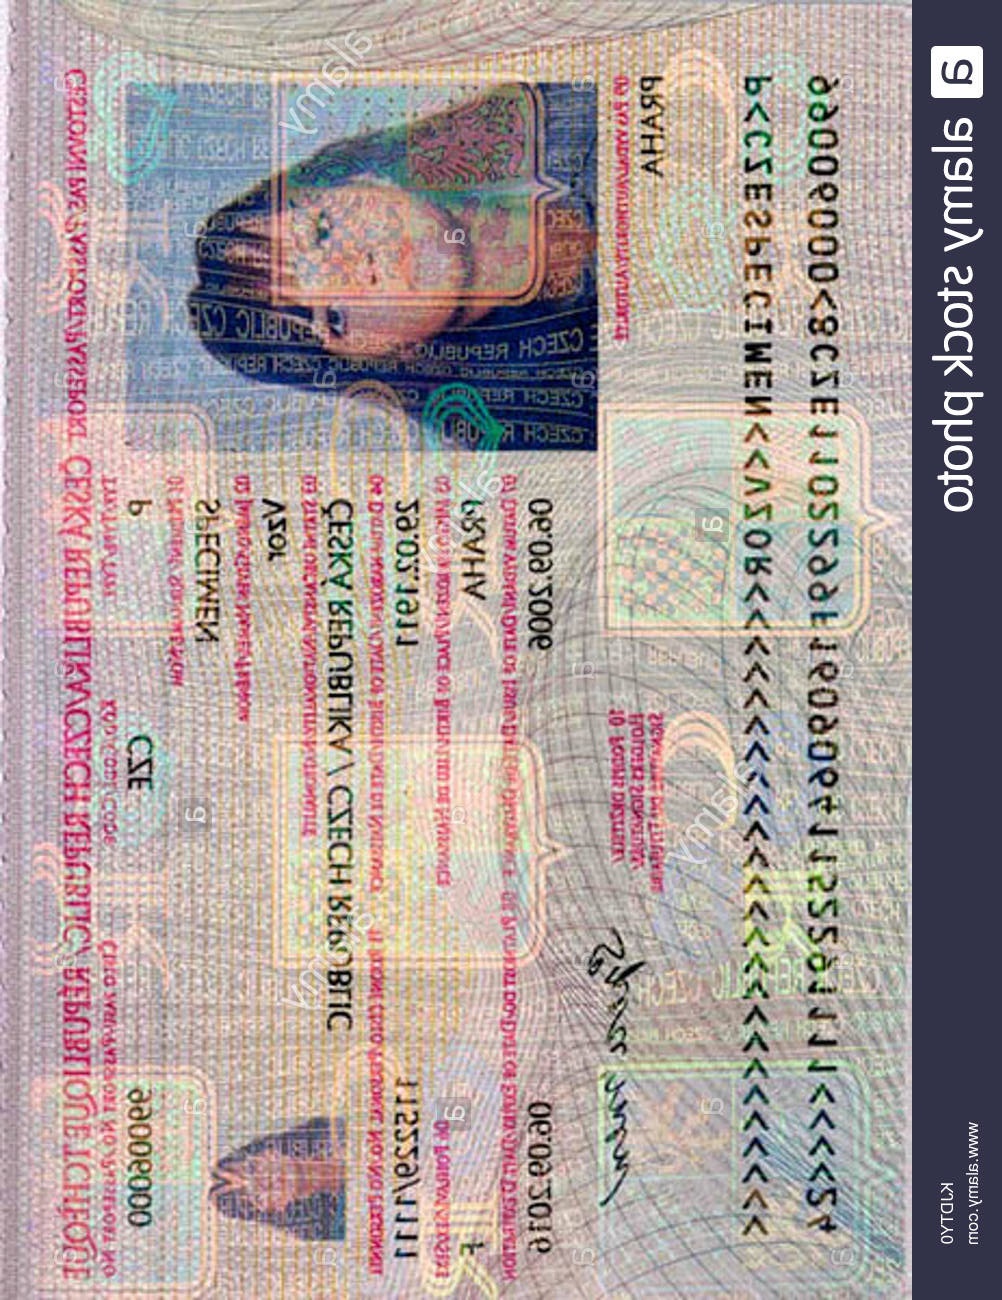 CESTOVNÍ PAS/PASSPORT/PASSEPORT ČESKÁ REPUBLIKA/CZECH REPUBLIC/ RÉPUBLIQUE TCHÈQUE
TYP/TYPE/TYPE KÓD/CODE/CODE ČÍSLO PASU/PASSPORT NO./PASSEPORT NO
P CZE 99006000
01 PŘÍJMENÍ/ SURNAME/NOM
SPECIMEN
02 JMÉNO/GIVEN NAMES/PRÉNOM
Vzor
03 STÁTNÍ OBČANSTVÍ/NATIONALITY/NATIONALITÉ
ČESKÁ REPUBLIKA / CZECH REPUBLIC
04 DATUM NAROZENÍ/DATE OF BIRTH/DATE DE NAISSANCE 11 RODNÉ ČÍSLO/PERSONAL NO./NO PERSONNEL
29.02.1911 115229/1111
05 MÍSTO NAROZENÍ/PLACE OF BIRTH/LIEU DE NAISSANCE 06 POHLAVÍ/SEX/SEXE
PRAHA F
07 DATUM VYDÁNÍ/DATE OF ISSUE/DATE DE DÉLIVRANCE 08 PLATNOST DO/DATE OF EXPIRY/DATE D'EXPIRATION
06.09.2006 06.09.2016
09 PAS VYDAL/AUTHORITY/AUTORITÉ
PRAHA
10 PODPIS DRŽITELE/
HOLDER'S SIGNATURE/
SIGNATURE DU TITULAIRE
Specimen
P<CZESPECIMEN<<VZOR<<<<<<<<<<<<<<<<<<<<<<<<<
99006000<8CZE1102299F16090641152291111<<<<24
a alamy stock photo
KJDTY0
www.alamy.com